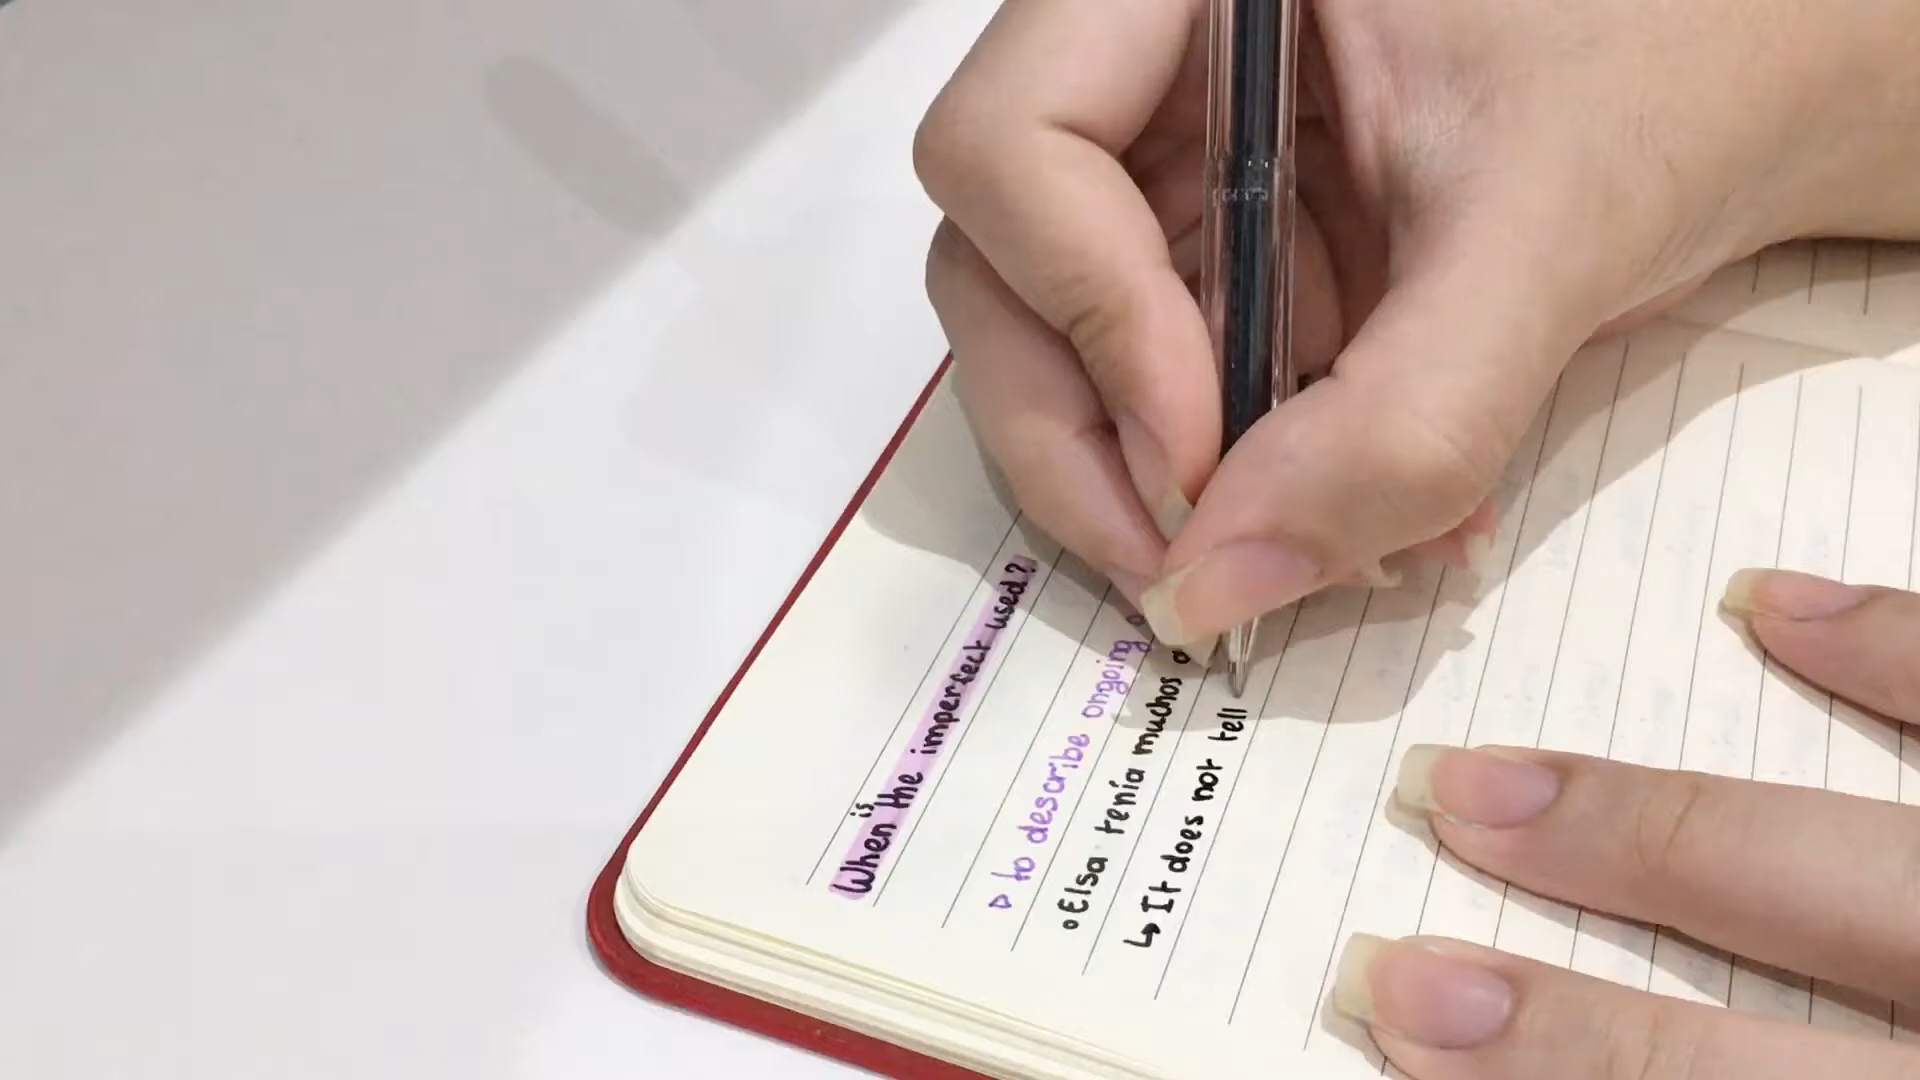 When is the imperfect used?
▷ to describe ongoing
o Elsa tenía muchos
↳ It does not tell